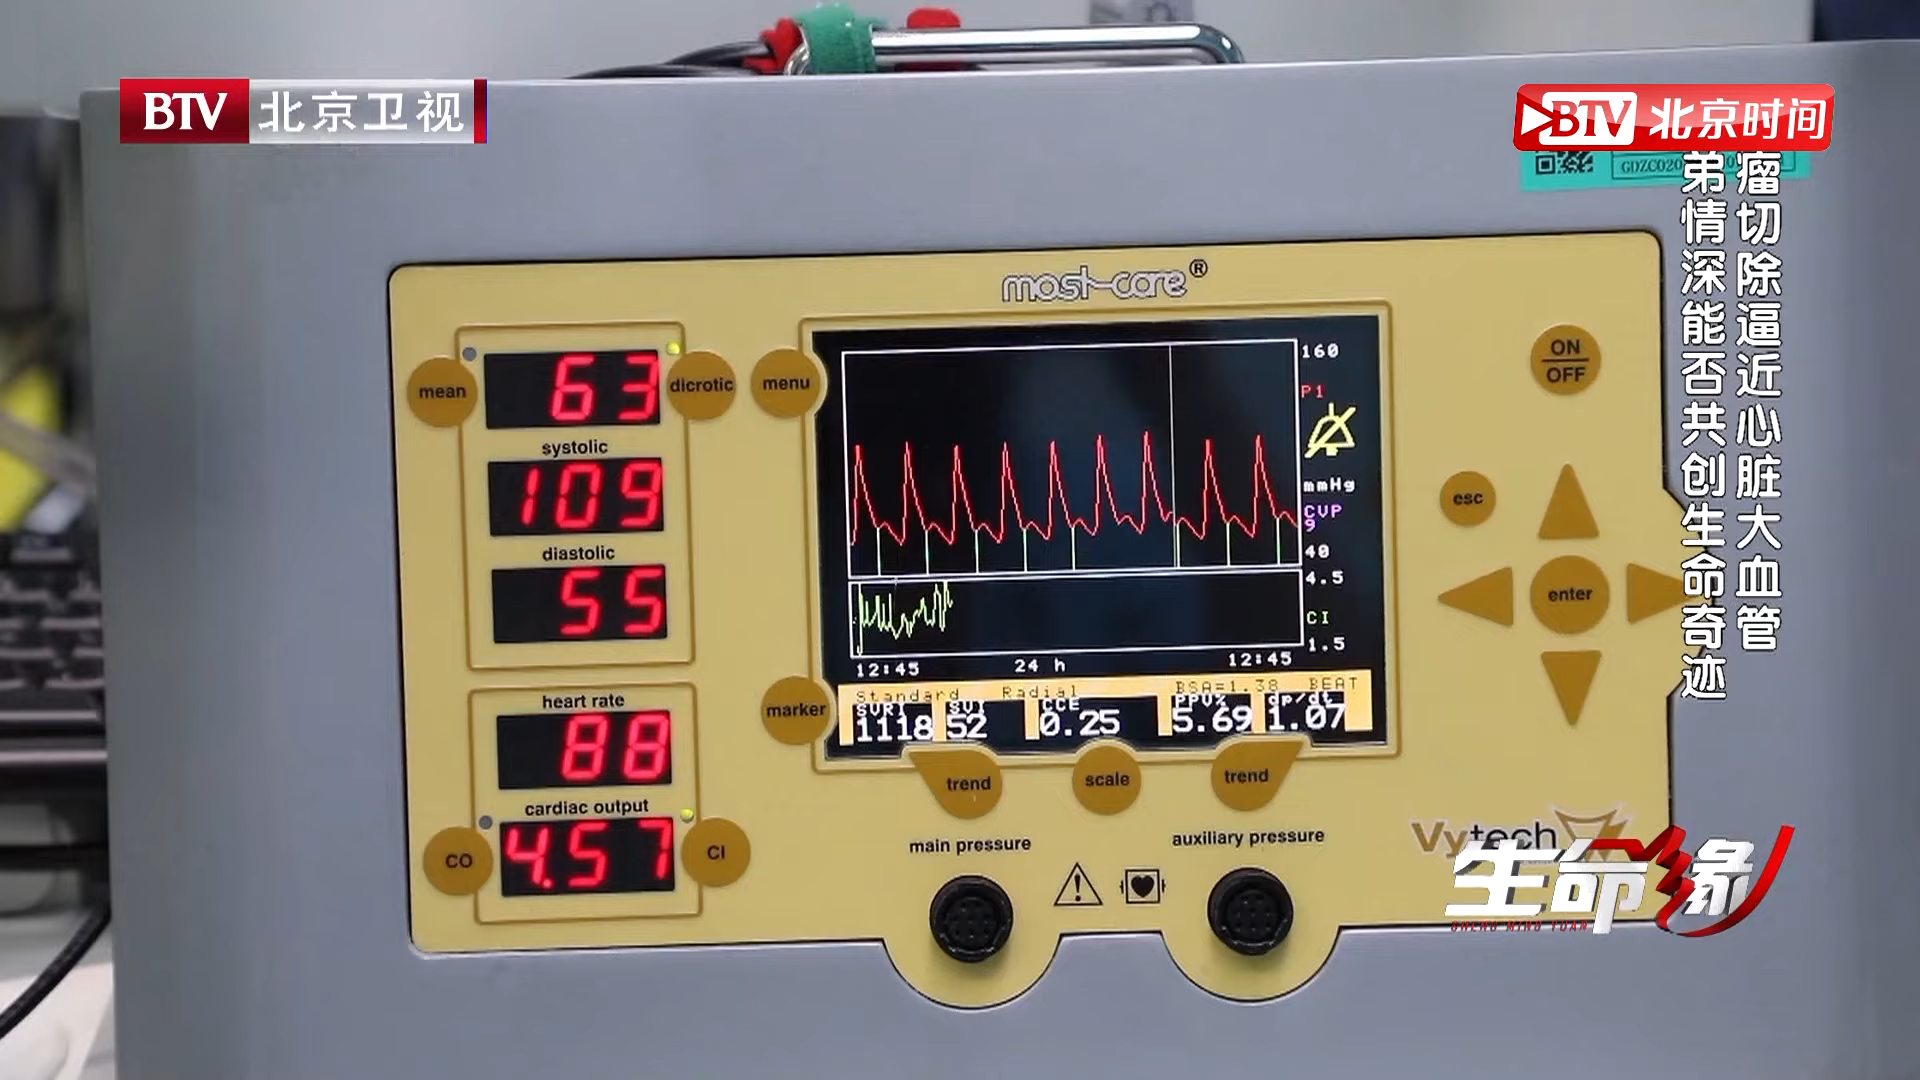 BTV 北京卫视
BTV 北京时间
瘤切除逼近心脏大血管
弟情深能否共创生命奇迹
most-care®
mean
63
dicrotic
systolic
109
diastolic
55
heart rate
88
cardiac output
4.57
CO
CI
menu
marker
160
P1
mmHg
CVP
9
40
4.5
CI
1.5
12:45 24 h 12:45
Standard Radial BSA=1.38 BEAT
SVRI SVI CCE PPV% dp/dt
1118 52 0.25 5.69 1.07
trend
scale
trend
main pressure
auxiliary pressure
ON
OFF
esc
enter
Vytech
生命缘
SHENG MING YUAN